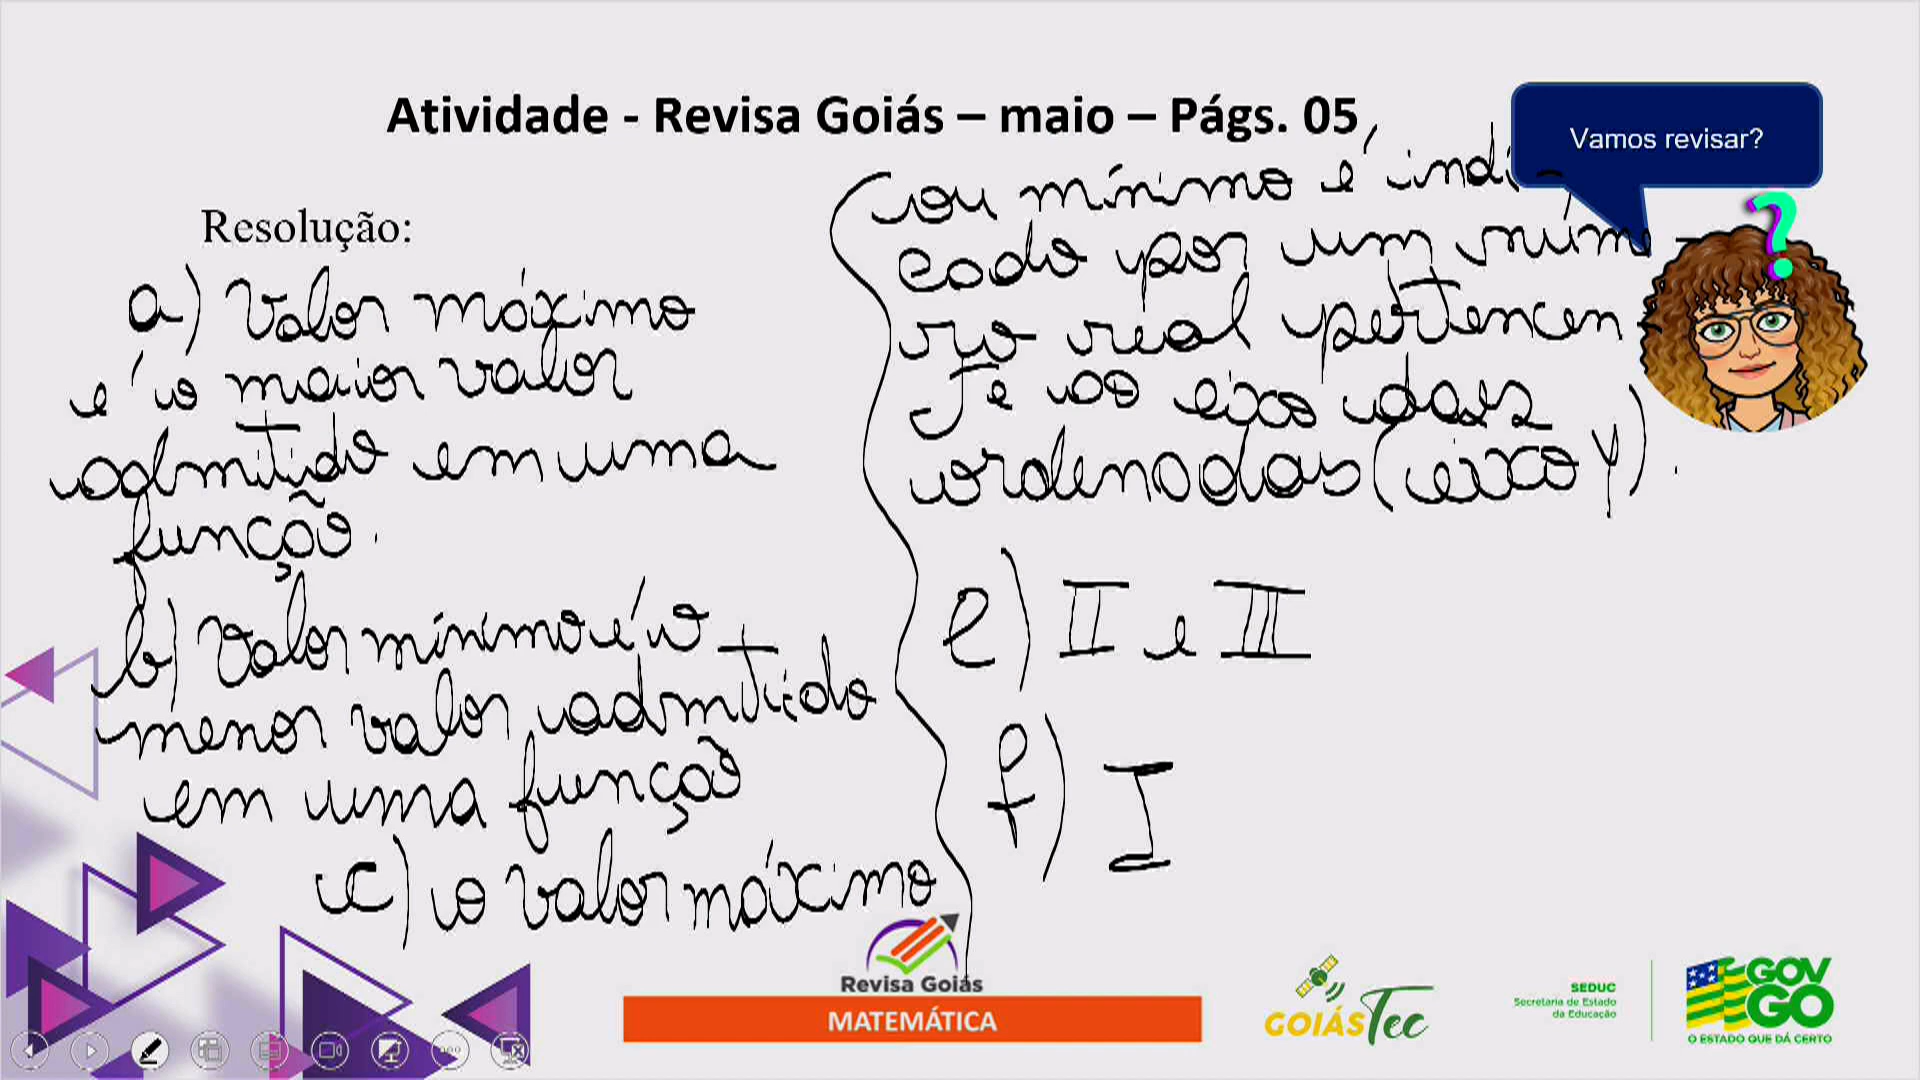 Atividade - Revisa Goiás – maio – Págs. 05
Vamos revisar?
Resolução:
a) Valor máximo
é o maior valor
admitido em uma
função.
b) Valor mínimo é o
menor valor admitido
em uma função
c) o valor máximo
ou mínimo é indi-
cado por um núme-
ro real pertencen-
te ao eixo das
ordenadas (eixo y).
e) II e III
f) I
Revisa Goiás
MATEMÁTICA
GOIÁSTec
SEDUC
Secretaria de Estado
da Educação
GOV
GO
O ESTADO QUE DÁ CERTO